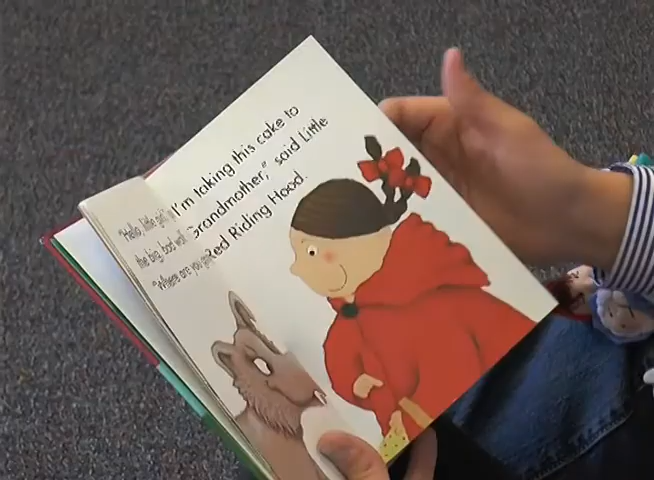 "Hello, little girl,"
the big, bad wolf.
"Where are you going
"I'm taking this cake to
Grandmother," said Little
Red Riding Hood.